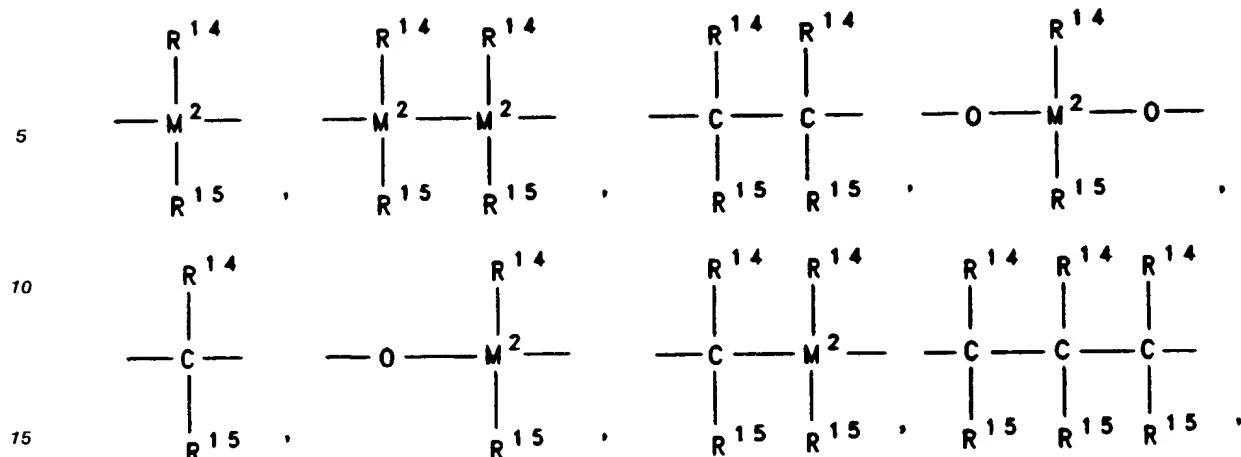 R14 R14 R14 R14 R14 R14
5 —M2— —M2—M2— —C—C— —O—M2—O—
R15 , R15 R15 , R15 R15 , R15 ,
R14 R14 R14 R14 R14 R14 R14
10 —C— —O—M2— —C—M2— —C—C—C—
15 R15 , R15 , R15 R15 , R15 R15 R15 ,